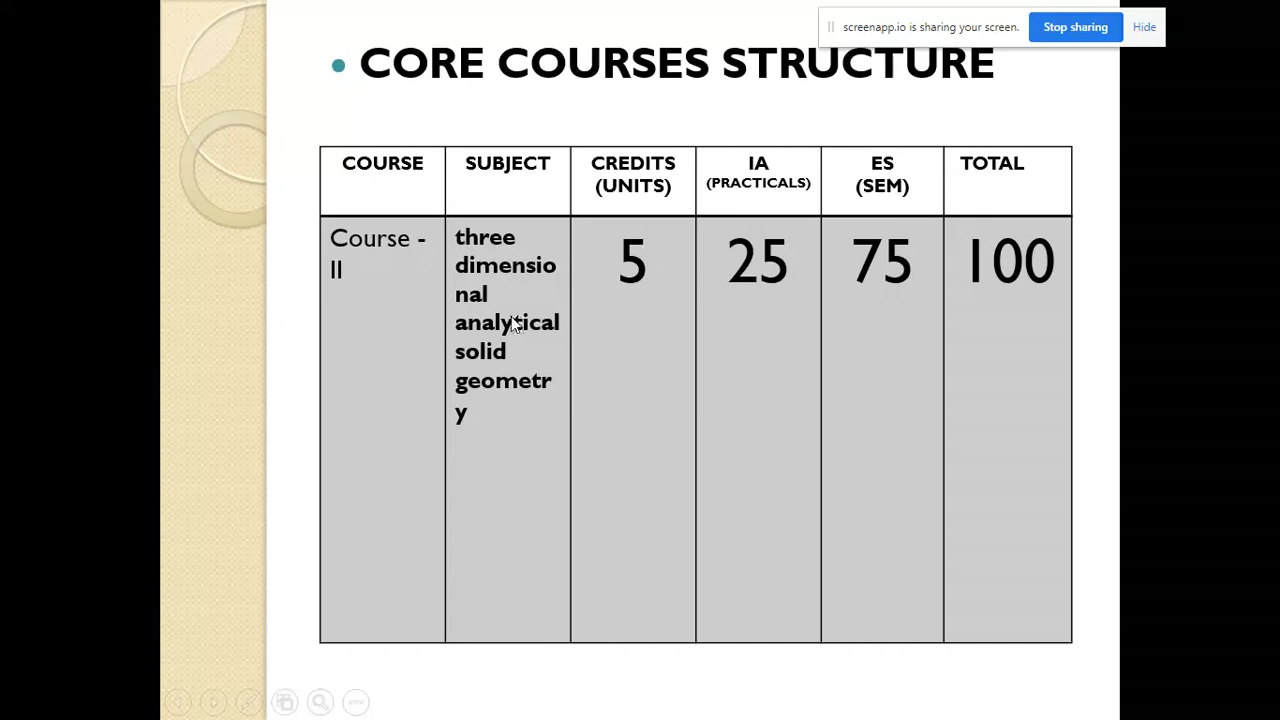 screenapp.io is sharing your screen. Stop sharing Hide
• CORE COURSES STRUCTURE
COURSE SUBJECT CREDITS (UNITS) IA (PRACTICALS) ES (SEM) TOTAL
Course -
II
three
dimensio
nal
analytical
solid
geometr
y
5 25 75 100